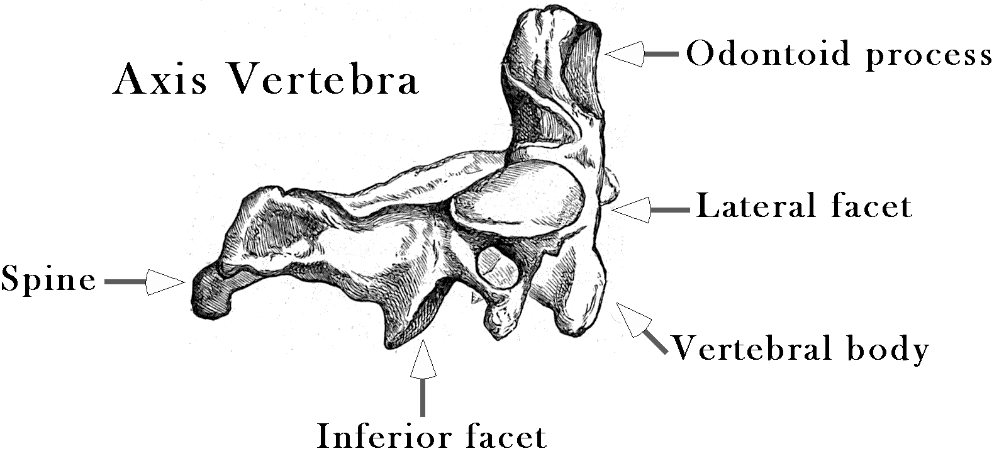 Odontoid process
Axis Vertebra
Lateral facet
Spine
Vertebral body
Inferior facet